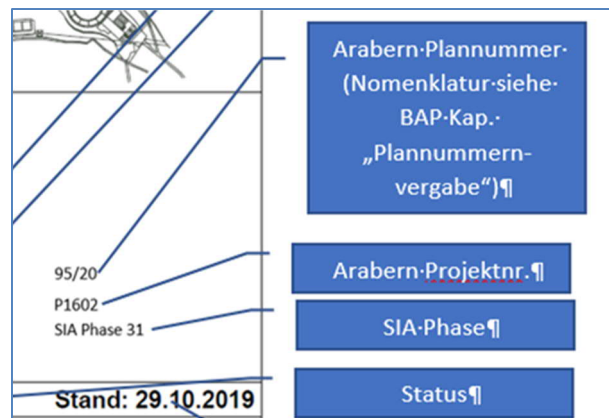 Arabern·Plannummer·
(Nomenklatur·siehe·
BAP·Kap.·
„Plannummern-
vergabe“)¶
95/20
Arabern·Projektnr.¶
P1602
SIA·Phase¶
SIA Phase 31
Status¶
Stand: 29.10.2019